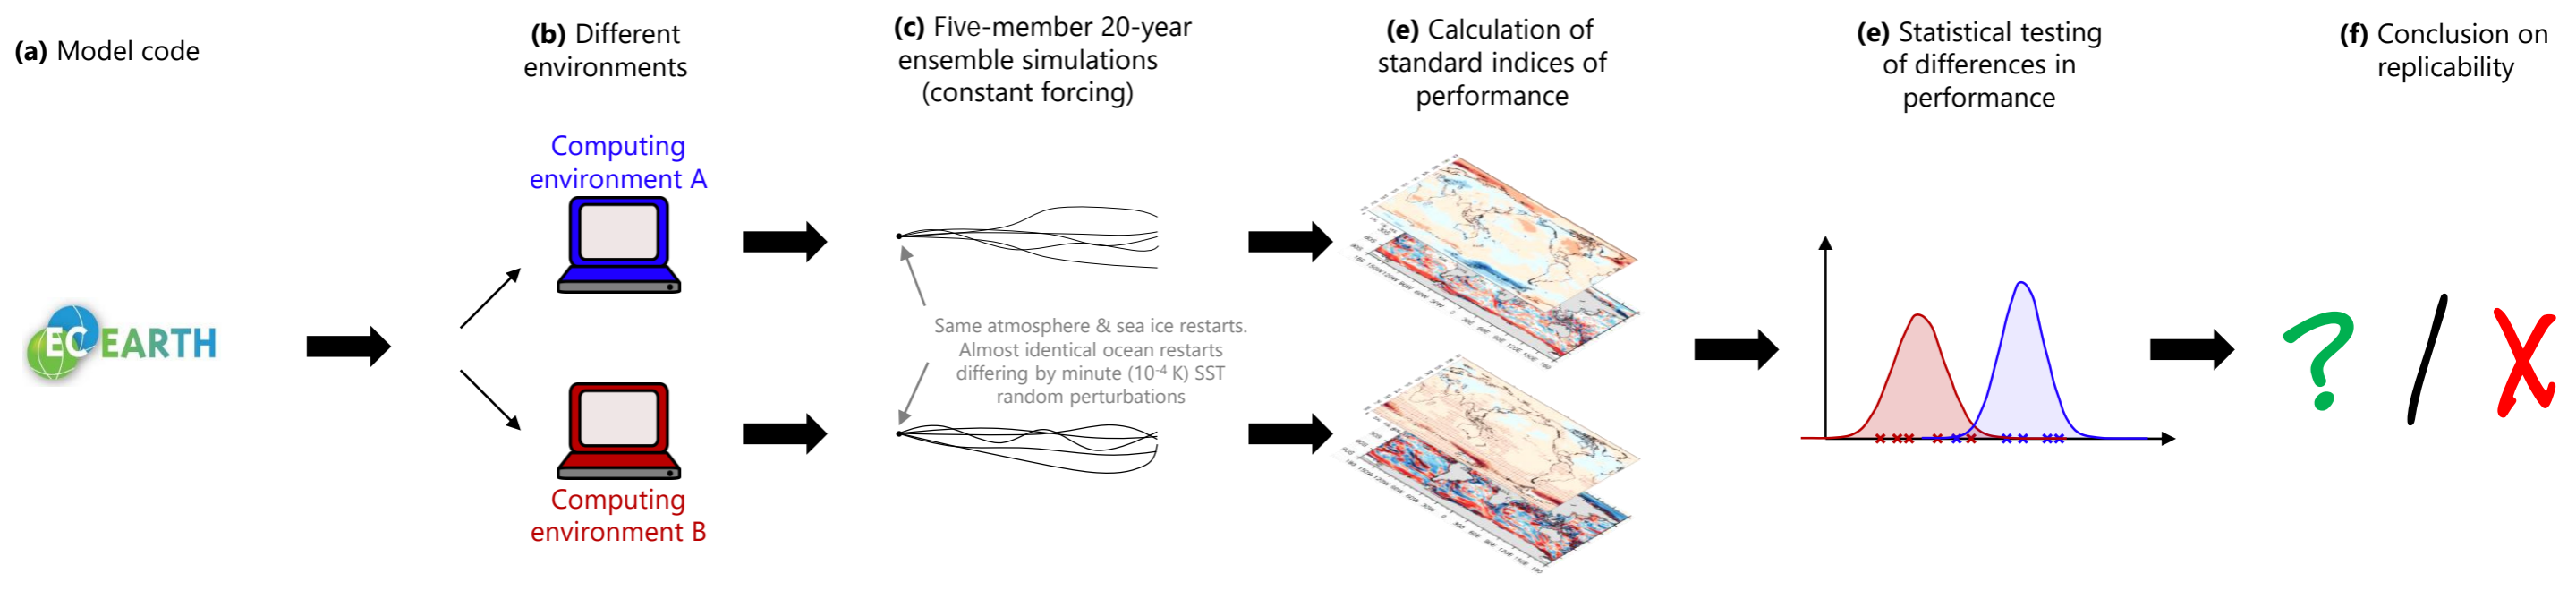 (a) Model code
(b) Different
environments
(c) Five-member 20-year
ensemble simulations
(constant forcing)
(e) Calculation of
standard indices of
performance
(e) Statistical testing
of differences in
performance
(f) Conclusion on
replicability
EC EARTH
Computing
environment A
Computing
environment B
Same atmosphere & sea ice restarts.
Almost identical ocean restarts
differing by minute (10⁻⁴ K) SST
random perturbations
? / X